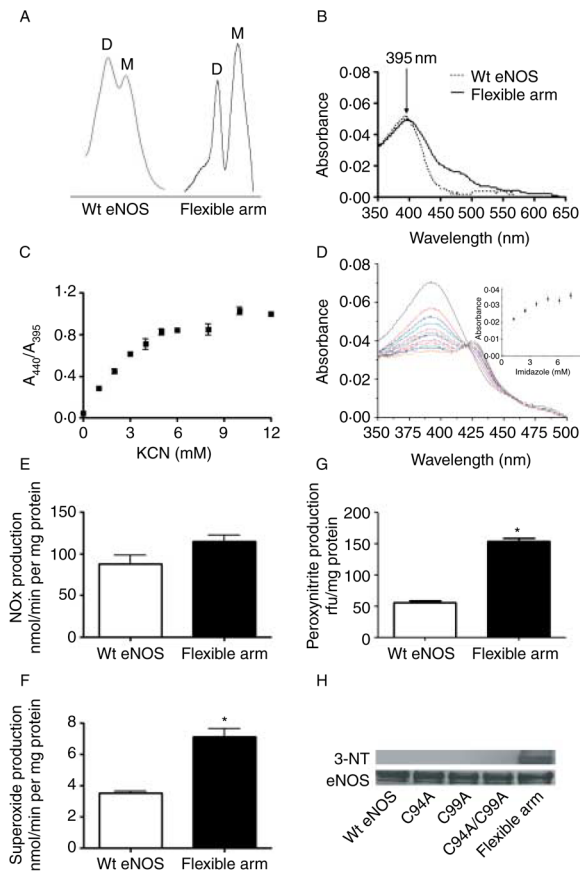 A
D
M
D
M
Wt eNOS
Flexible arm
B
395 nm
Wt eNOS
Flexible arm
0·08
0·06
0·04
0·02
0.00
Absorbance
350 400 450 500 550 600 650
Wavelength (nm)
C
1·2
0·8
0·4
0·0
A440/A395
0 3 6 9 12
KCN (mM)
D
0·08
0·06
0·04
0·02
0
Absorbance
350 375 400 425 450 475 500
Wavelength (nm)
0·04
0·03
0·02
0·01
0·00
Absorbance
0 3 6
Imidazole (mM)
E
150
100
50
0
NOx production
nmol/min per mg protein
Wt eNOS
Flexible arm
G
200
150
100
50
0
Peroxynitrite production
rfu/mg protein
*
Wt eNOS
Flexible arm
F
8
6
4
2
0
Superoxide production
nmol/min per mg protein
*
Wt eNOS
Flexible arm
H
3-NT
eNOS
Wt eNOS
C94A
C99A
C94A/C99A
Flexible arm